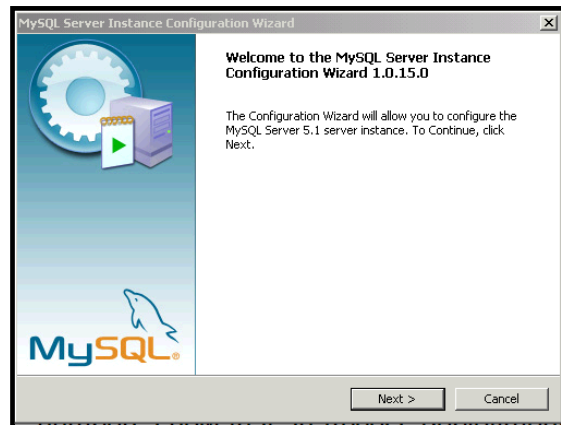 MySQL Server Instance Configuration Wizard
Welcome to the MySQL Server Instance
Configuration Wizard 1.0.15.0
The Configuration Wizard will allow you to configure the
MySQL Server 5.1 server instance. To Continue, click
Next.
MySQL®
Next >
Cancel